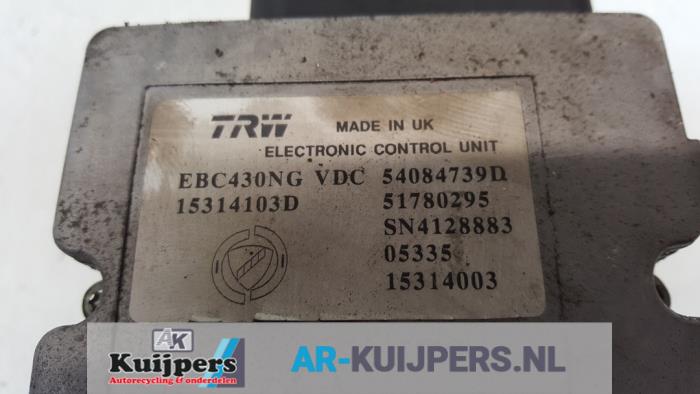 TRW MADE IN UK
ELECTRONIC CONTROL UNIT
EBC430NG VDC 54084739D
15314103D 51780295
SN4128883
05335
15314003
AK
Kuijpers
Autorecycling & onderdelen
AR-KUIJPERS.NL